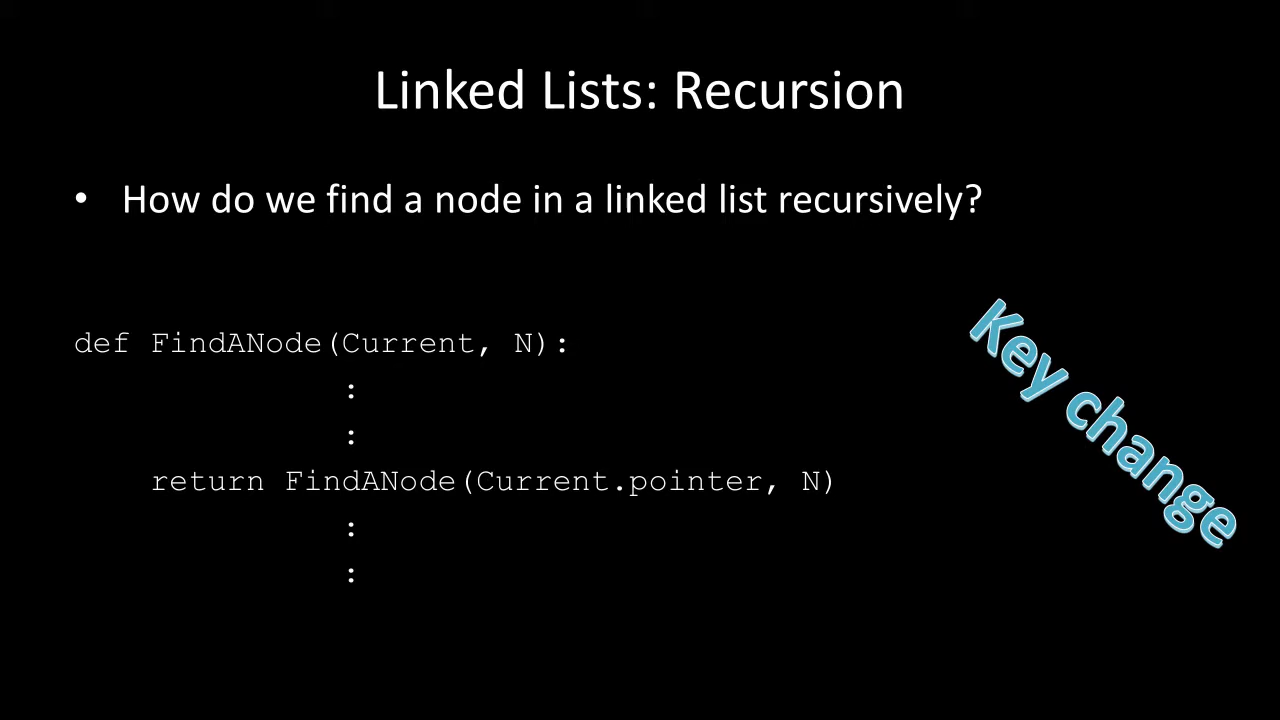 Linked Lists: Recursion
• How do we find a node in a linked list recursively?
def FindANode(Current, N):
:
:
return FindANode(Current.pointer, N)
:
:
Key change